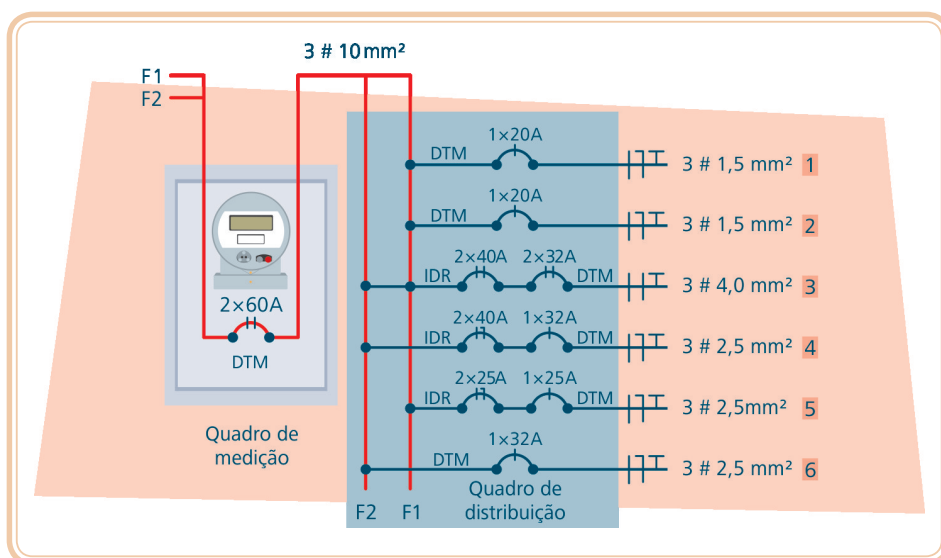 3 # 10 mm²
F1
F2
1×20A
DTM
3 # 1,5 mm² 1
1×20A
DTM
3 # 1,5 mm² 2
2×40A 2×32A
IDR DTM
3 # 4,0 mm² 3
2×60A
DTM
2×40A 1×32A
IDR DTM
3 # 2,5 mm² 4
2×25A 1×25A
IDR DTM
3 # 2,5mm² 5
Quadro de
medição
1×32A
DTM
3 # 2,5 mm² 6
F2 F1
Quadro de
distribuição